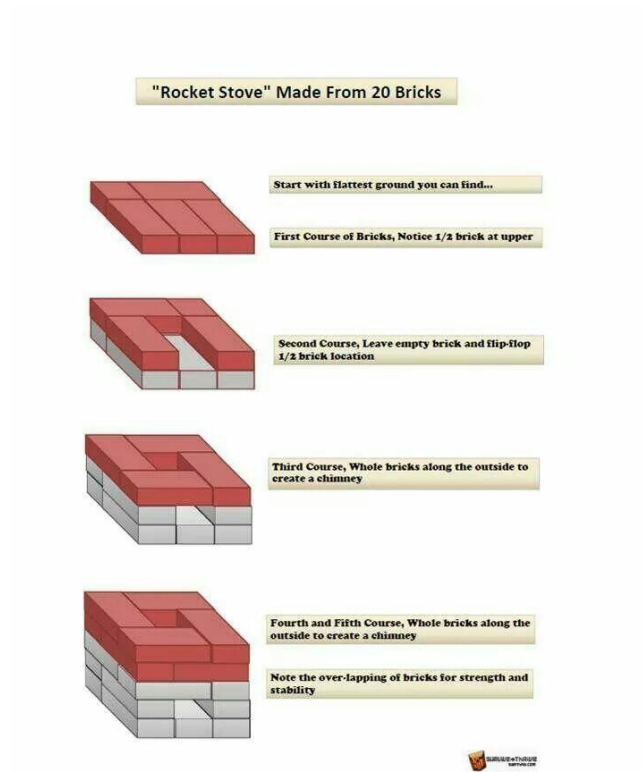 "Rocket Stove" Made From 20 Bricks
Start with flattest ground you can find...
First Course of Bricks, Notice 1/2 brick at upper
Second Course, Leave empty brick and flip-flop
1/2 brick location
Third Course, Whole bricks along the outside to
create a chimney
Fourth and Fifth Course, Whole bricks along the
outside to create a chimney
Note the over-lapping of bricks for strength and
stability